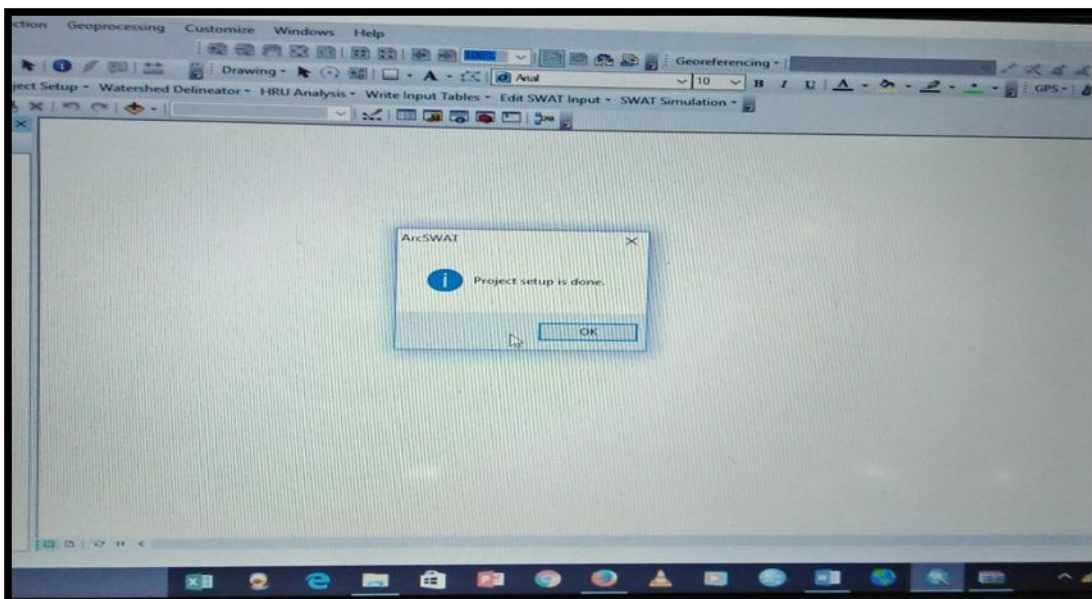 ction Geoprocessing Customize Windows Help
100% Georeferencing
Drawing A Arial 10 B I U A GPS
ject Setup Watershed Delineator HRU Analysis Write Input Tables Edit SWAT Input SWAT Simulation
ArcSWAT
Project setup is done.
OK